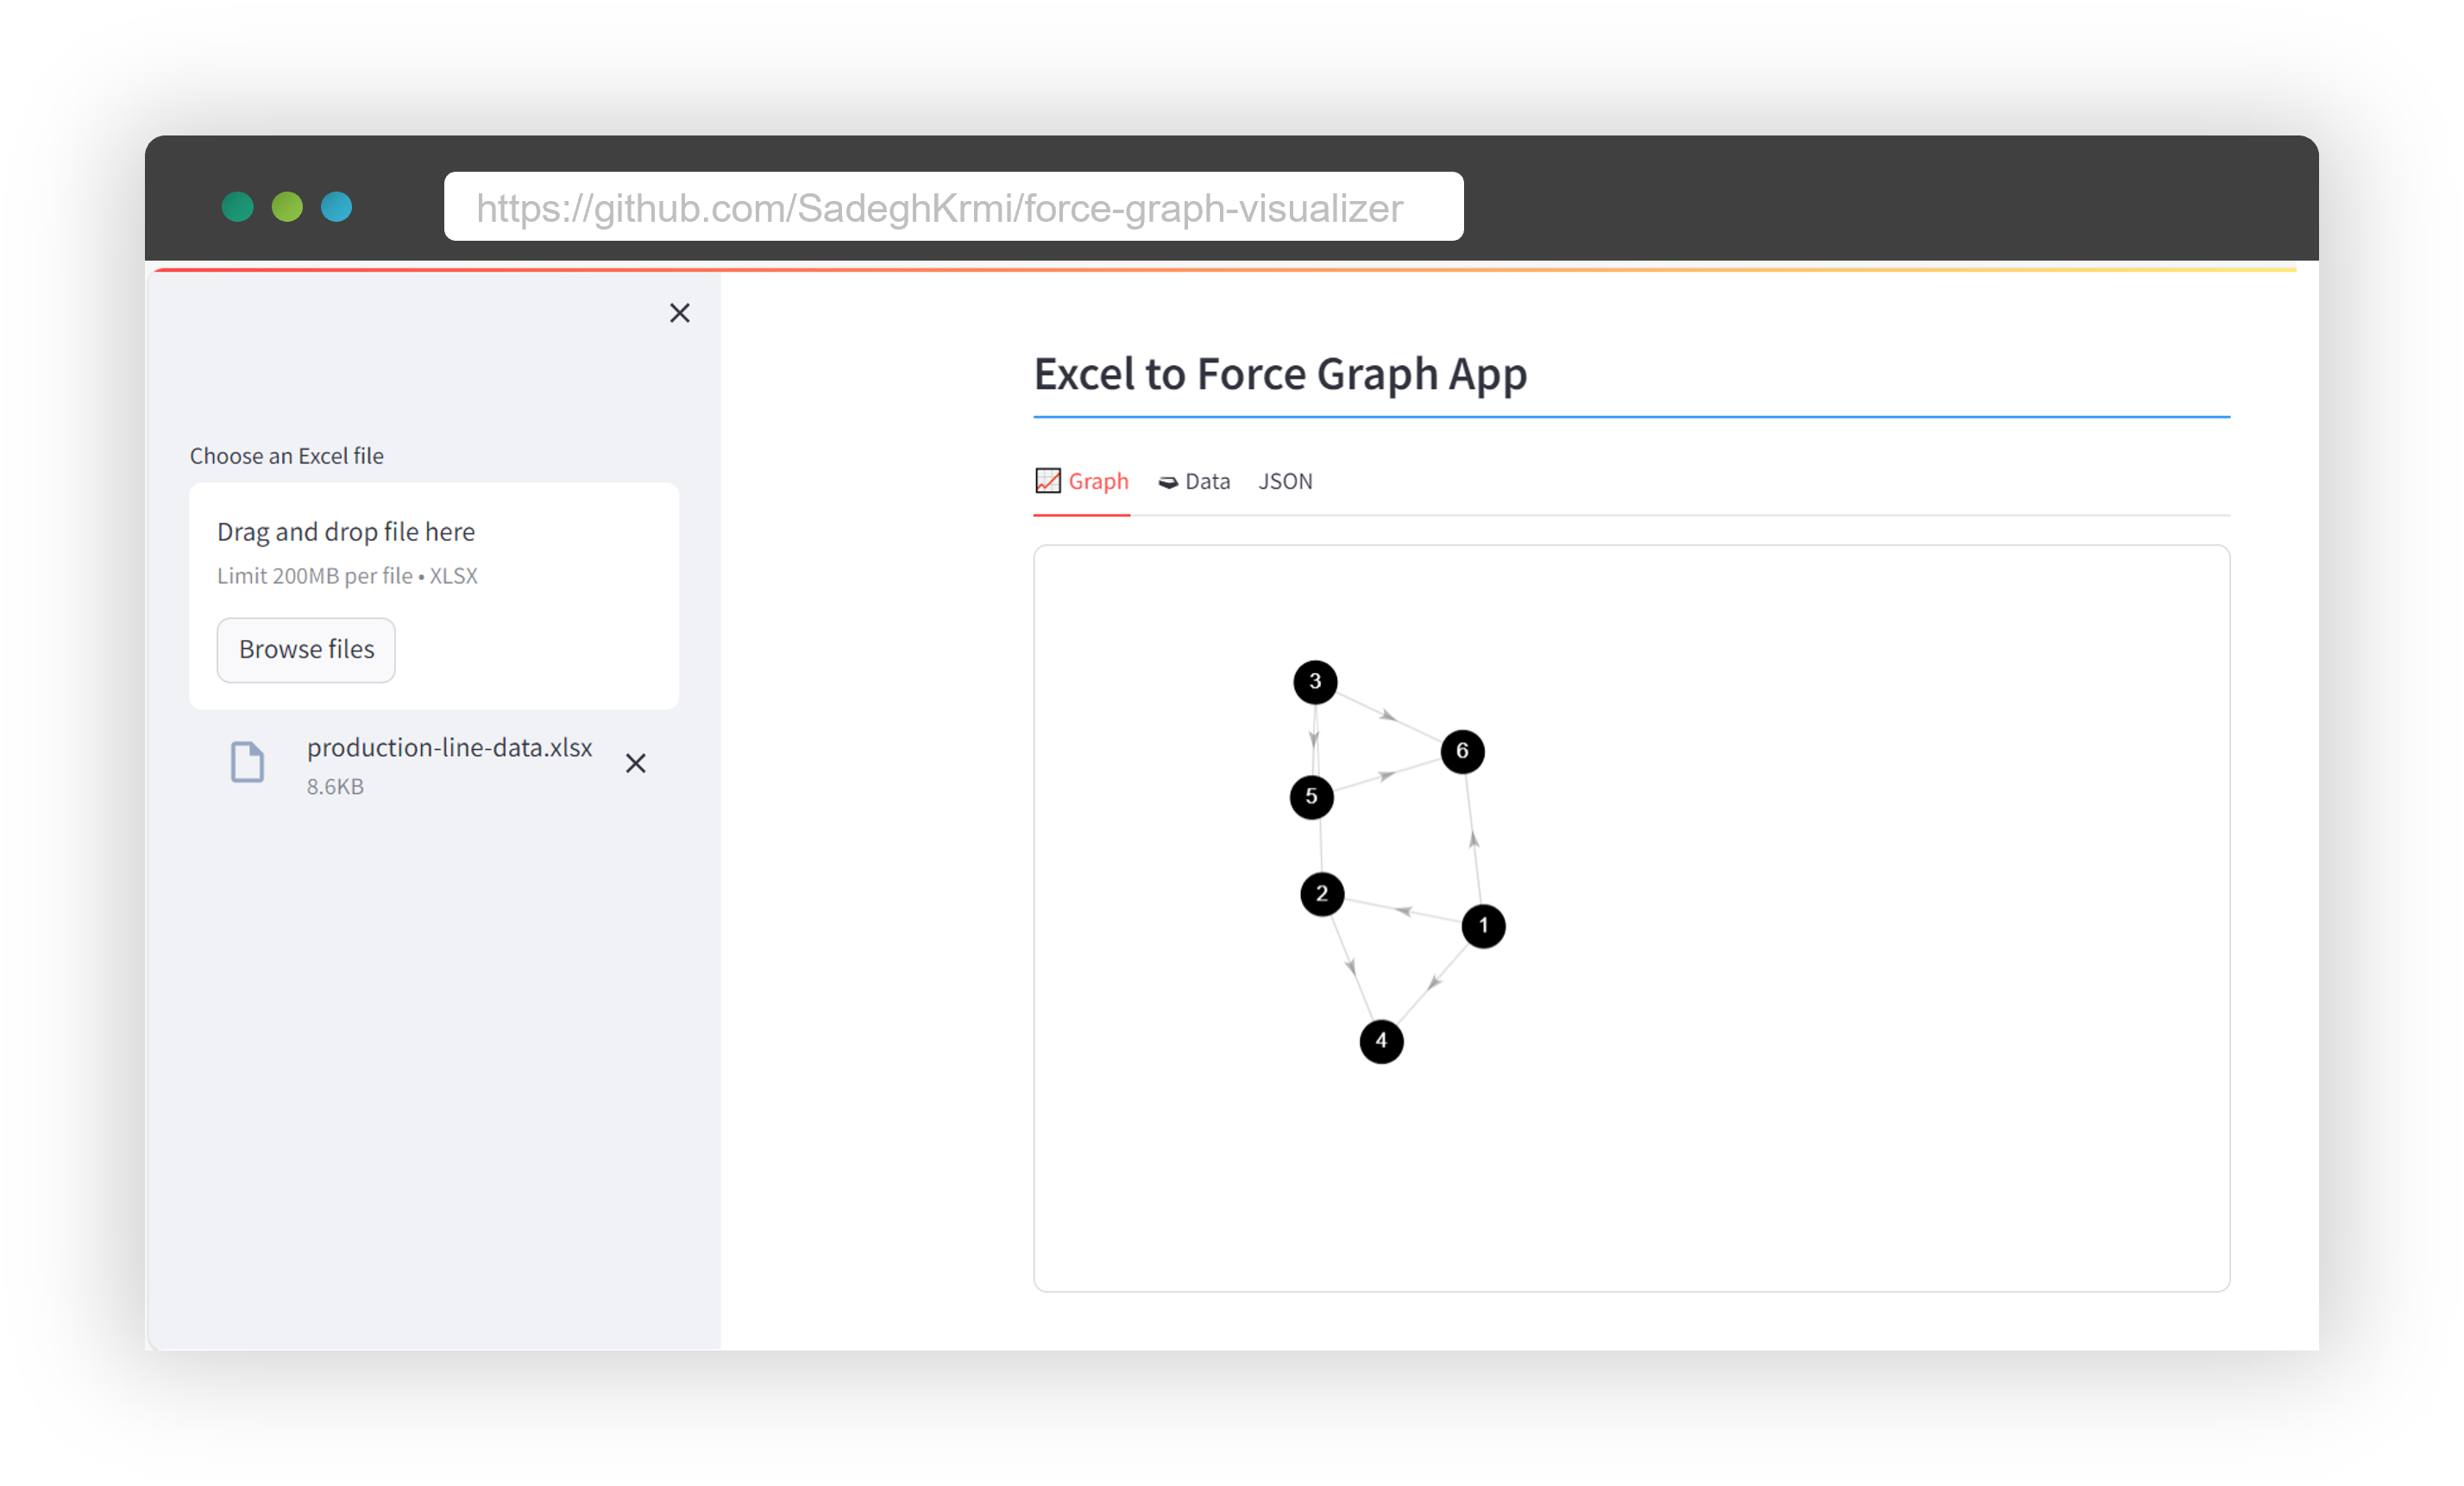 https://github.com/SadeghKrmi/force-graph-visualizer
Choose an Excel file
Drag and drop file here
Limit 200MB per file • XLSX
Browse files
production-line-data.xlsx
8.6KB
Excel to Force Graph App
Graph Data JSON
3
6
5
2
1
4